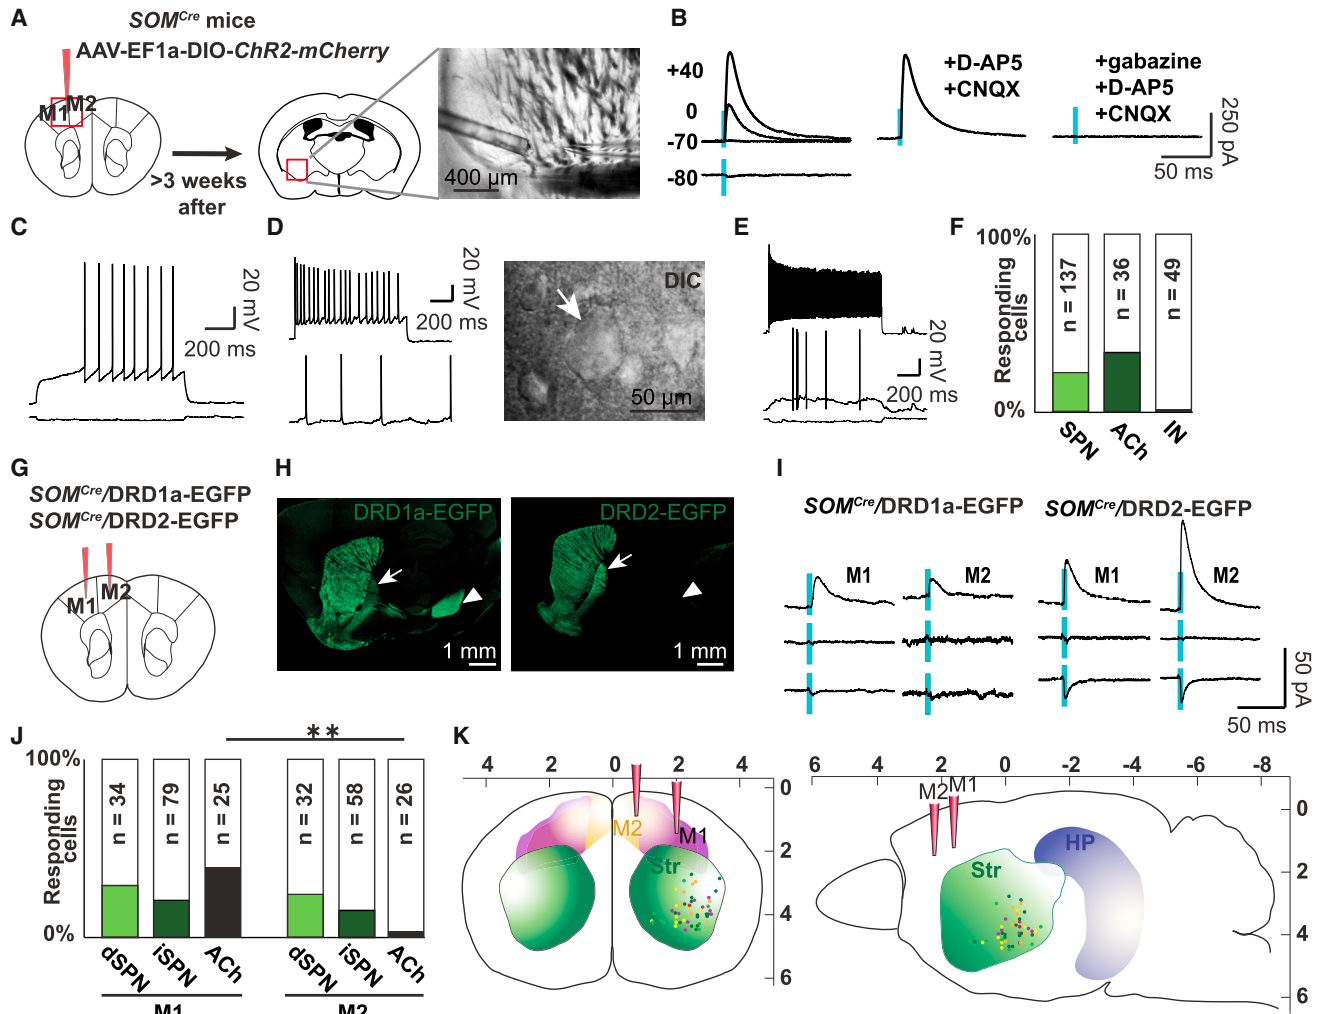 A
SOMCre mice
AAV-EF1a-DIO-ChR2-mCherry
M1
M2
>3 weeks
after
400 µm
B
+40
0
-70
-80
+D-AP5
+CNQX
+gabazine
+D-AP5
+CNQX
250 pA
50 ms
C
20 mV
200 ms
D
20 mV
200 ms
DIC
50 µm
E
20 mV
200 ms
F
100%
Responding
cells
0%
n = 137
n = 36
n = 49
SPN
ACh
IN
G
SOMCre/DRD1a-EGFP
SOMCre/DRD2-EGFP
M1
M2
H
DRD1a-EGFP
1 mm
DRD2-EGFP
1 mm
I
SOMCre/DRD1a-EGFP
SOMCre/DRD2-EGFP
M1
M2
M1
M2
50 pA
50 ms
J
100%
Responding
cells
0%
**
n = 34
n = 79
n = 25
n = 32
n = 58
n = 26
dSPN
iSPN
ACh
dSPN
iSPN
ACh
M1
M2
K
4 2 0 2 4
0
2
4
6
M2
M1
Str
6 4 2 0 -2 -4 -6 -8
0
2
4
6
M2
M1
HP
Str